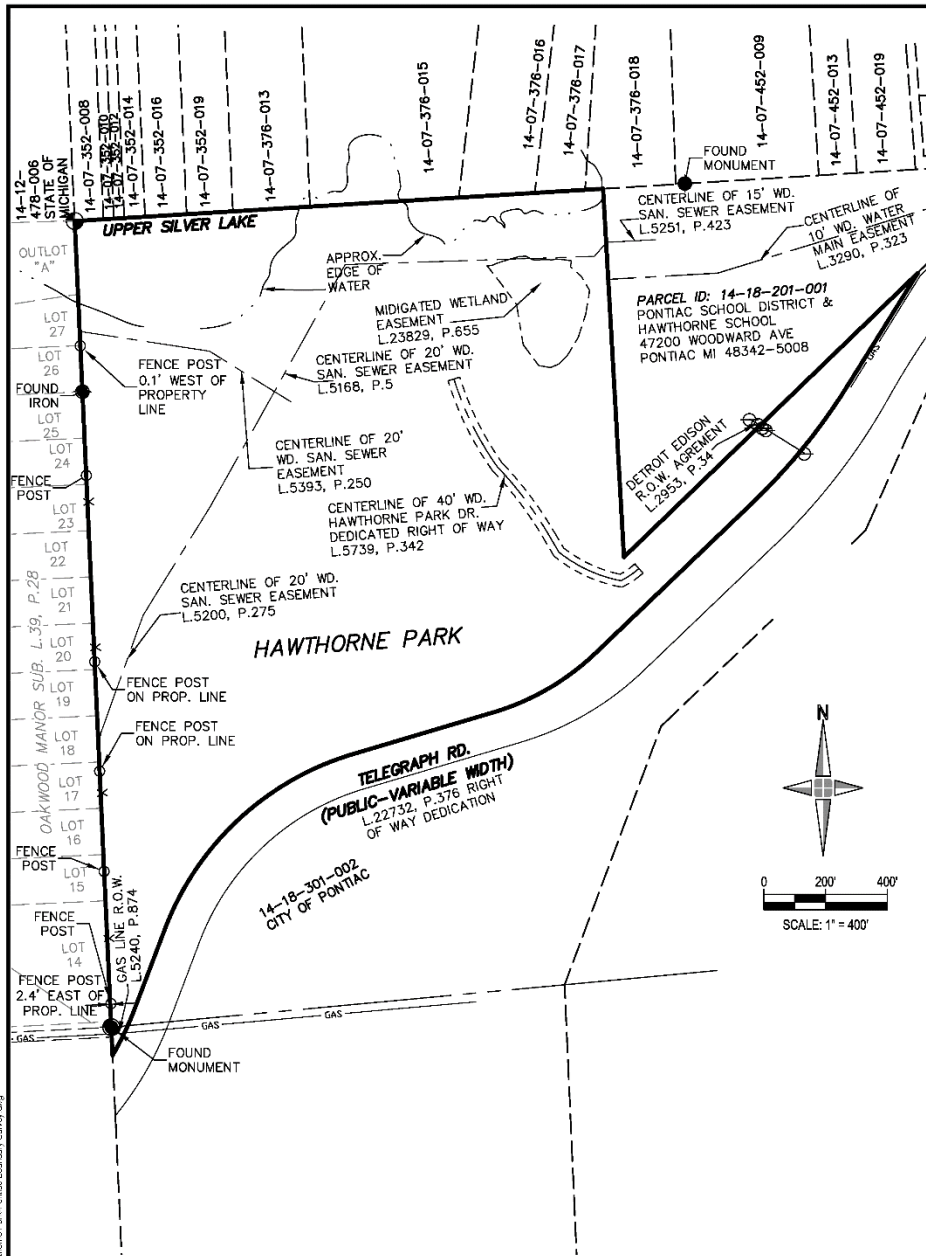 14-12-
478-006
STATE OF
MICHIGAN
14-07-352-008
14-07-352-010
14-07-352-012
14-07-352-014
14-07-352-016
14-07-352-019
14-07-376-013
14-07-376-015
14-07-376-016
14-07-376-017
14-07-376-018
14-07-452-009
14-07-452-013
14-07-452-019
FOUND
MONUMENT
UPPER SILVER LAKE
CENTERLINE OF 15' WD.
SAN. SEWER EASEMENT
L.5251, P.423
CENTERLINE OF
10' WD. WATER
MAIN EASEMENT
L.3290, P.323
OUTLOT
"A"
APPROX.
EDGE OF
WATER
MIDIGATED WETLAND
EASEMENT
L.23829, P.655
PARCEL ID: 14-18-201-001
PONTIAC SCHOOL DISTRICT &
HAWTHORNE SCHOOL
47200 WOODWARD AVE
PONTIAC MI 48342-5008
LOT
27
LOT
26
FENCE POST
0.1' WEST OF
PROPERTY
LINE
CENTERLINE OF 20' WD.
SAN. SEWER EASEMENT
L.5168, P.5
GAS
FOUND
IRON
LOT
25
LOT
24
CENTERLINE OF 20'
WD. SAN. SEWER
EASEMENT
L.5393, P.250
DETROIT EDISON
R.O.W. AGREMENT
L.2953, P.34
FENCE
POST
LOT
23
CENTERLINE OF 40' WD.
HAWTHORNE PARK DR.
DEDICATED RIGHT OF WAY
L.5739, P.342
LOT
22
LOT
21
CENTERLINE OF 20' WD.
SAN. SEWER EASEMENT
L.5200, P.275
OAKWOOD MANOR SUB. L.39, P.28
LOT
20
HAWTHORNE PARK
FENCE POST
ON PROP. LINE
LOT
19
FENCE POST
ON PROP. LINE
LOT
18
LOT
17
TELEGRAPH RD.
(PUBLIC-VARIABLE WIDTH)
L.22732, P.376 RIGHT
OF WAY DEDICATION
N
LOT
16
FENCE
POST
LOT
15
14-18-301-002
CITY OF PONTIAC
0 200' 400'
SCALE: 1" = 400'
FENCE
POST
LOT
14
GAS LINE R.O.W.
L.5240, P.874
FENCE POST
2.4' EAST OF
PROP. LINE
GAS
GAS
GAS
FOUND
MONUMENT